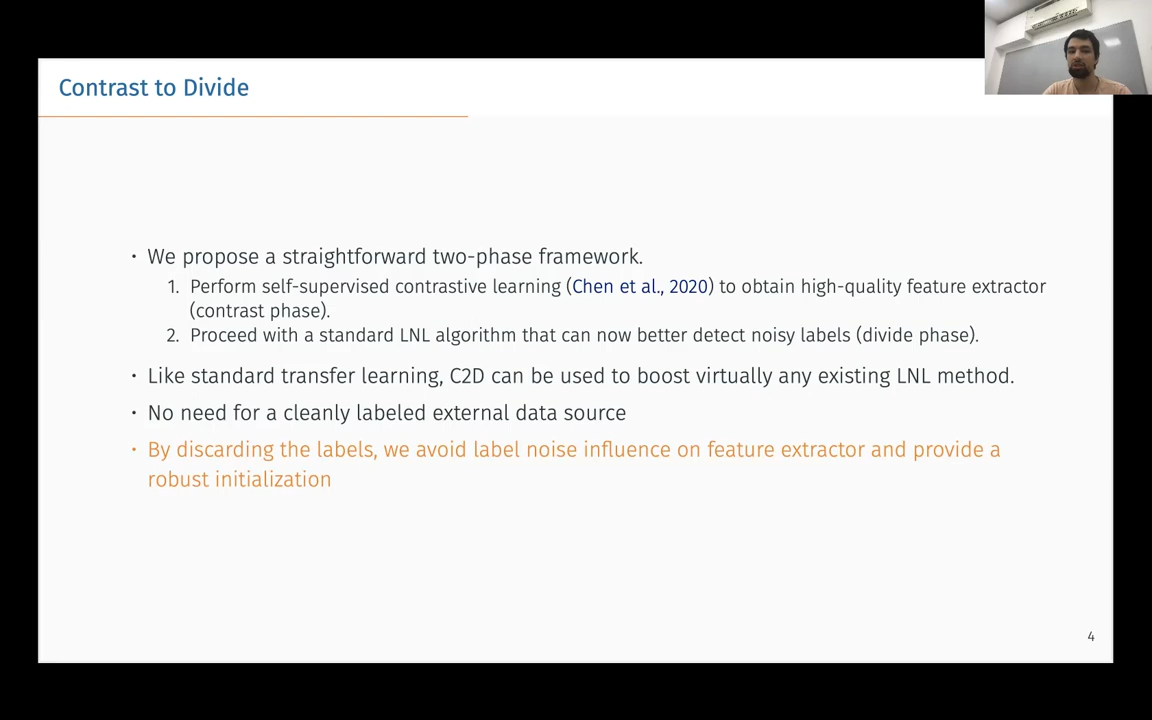 Contrast to Divide
· We propose a straightforward two-phase framework.
1. Perform self-supervised contrastive learning (Chen et al., 2020) to obtain high-quality feature extractor
(contrast phase).
2. Proceed with a standard LNL algorithm that can now better detect noisy labels (divide phase).
· Like standard transfer learning, C2D can be used to boost virtually any existing LNL method.
· No need for a cleanly labeled external data source
· By discarding the labels, we avoid label noise influence on feature extractor and provide a
robust initialization
4